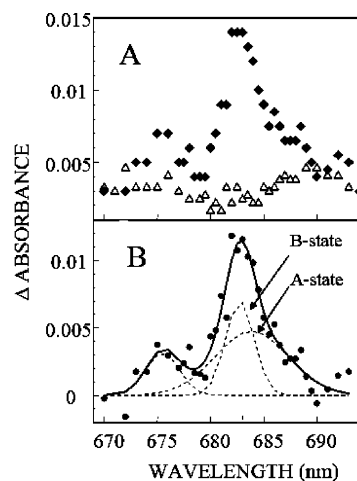 0.015
A
0.010
0.005
Δ ABSORBANCE
B
B-state
A-state
0.01
0.005
0
670 675 680 685 690
WAVELENGTH (nm)